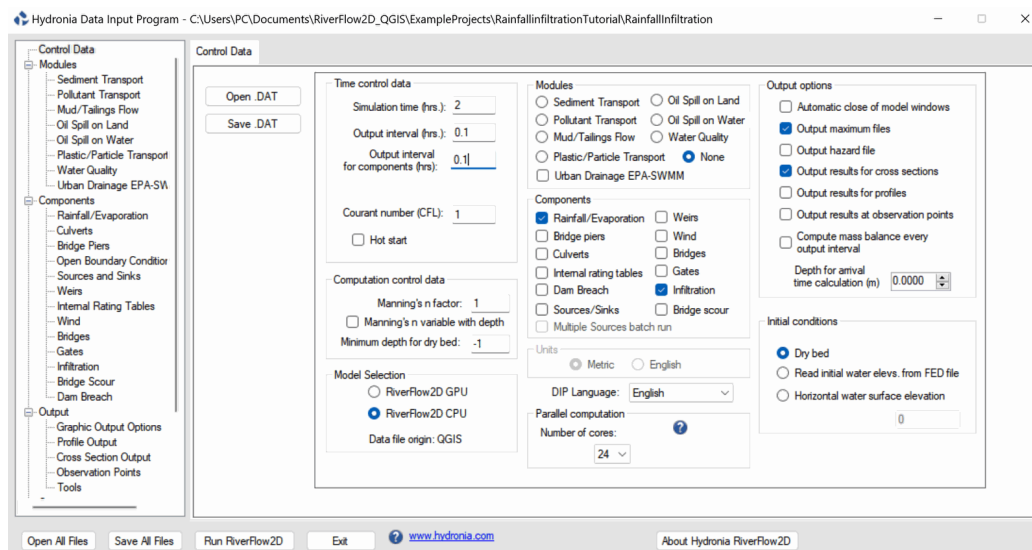 Hydronia Data Input Program - C:\Users\PC\Documents\RiverFlow2D_QGIS\ExampleProjects\RainfallinfiltrationTutorial\RainfallInfiltration
Control Data
Modules
Sediment Transport
Pollutant Transport
Mud/Tailings Flow
Oil Spill on Land
Oil Spill on Water
Plastic/Particle Transport
Water Quality
Urban Drainage EPA-SW
Components
Rainfall/Evaporation
Culverts
Bridge Piers
Open Boundary Condition
Sources and Sinks
Weirs
Internal Rating Tables
Wind
Bridges
Gates
Infiltration
Bridge Scour
Dam Breach
Output
Graphic Output Options
Profile Output
Cross Section Output
Observation Points
Tools
Control Data
Open .DAT
Save .DAT
Time control data
Simulation time (hrs.): 2
Output interval (hrs.): 0.1
Output interval
for components (hrs): 0.1
Courant number (CFL): 1
Hot start
Computation control data
Manning's n factor: 1
Manning's n variable with depth
Minimum depth for dry bed: -1
Model Selection
RiverFlow2D GPU
RiverFlow2D CPU
Data file origin: QGIS
Modules
Sediment Transport Oil Spill on Land
Pollutant Transport Oil Spill on Water
Mud/Tailings Flow Water Quality
Plastic/Particle Transport None
Urban Drainage EPA-SWMM
Components
Rainfall/Evaporation Weirs
Bridge piers Wind
Culverts Bridges
Internal rating tables Gates
Dam Breach Infiltration
Sources/Sinks Bridge scour
Multiple Sources batch run
Units
Metric English
DIP Language: English
Parallel computation
Number of cores:
24
Output options
Automatic close of model windows
Output maximum files
Output hazard file
Output results for cross sections
Output results for profiles
Output results at observation points
Compute mass balance every
output interval
Depth for arrival
time calculation (m) 0.0000
Initial conditions
Dry bed
Read initial water elevs. from FED file
Horizontal water surface elevation
0
Open All Files Save All Files Run RiverFlow2D Exit www.hydronia.com About Hydronia RiverFlow2D